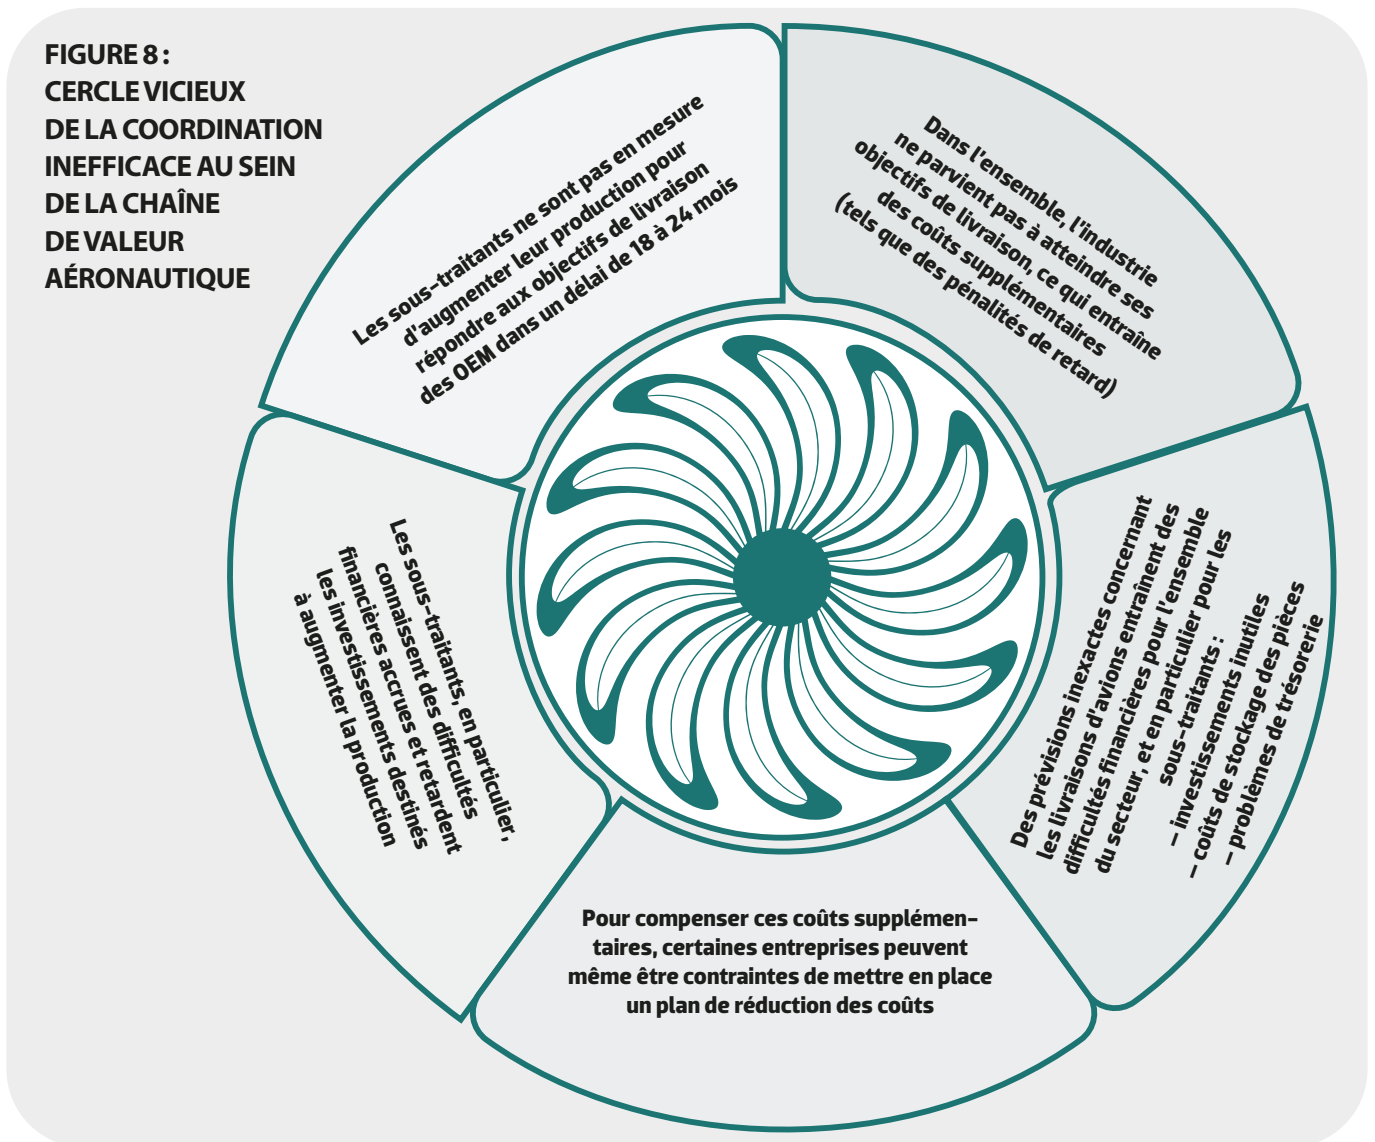 FIGURE 8 :
CERCLE VICIEUX
DE LA COORDINATION
INEFFICACE AU SEIN
DE LA CHAÎNE
DE VALEUR
AÉRONAUTIQUE
Dans l'ensemble, l'industrie
ne parvient pas à atteindre ses
objectifs de livraison, ce qui entraîne
des coûts supplémentaires
(tels que des pénalités de retard)
Des prévisions inexactes concernant
les livraisons d'avions entraînent des
difficultés financières pour l'ensemble
du secteur, et en particulier pour les
sous-traitants :
– investissements inutiles
– coûts de stockage des pièces
– problèmes de trésorerie
Pour compenser ces coûts supplémen-
taires, certaines entreprises peuvent
même être contraintes de mettre en place
un plan de réduction des coûts
Les sous-traitants, en particulier,
connaissent des difficultés
financières accrues et retardent
les investissements destinés
à augmenter la production
Les sous-traitants ne sont pas en mesure
d'augmenter leur production pour
répondre aux objectifs de livraison
des OEM dans un délai de 18 à 24 mois